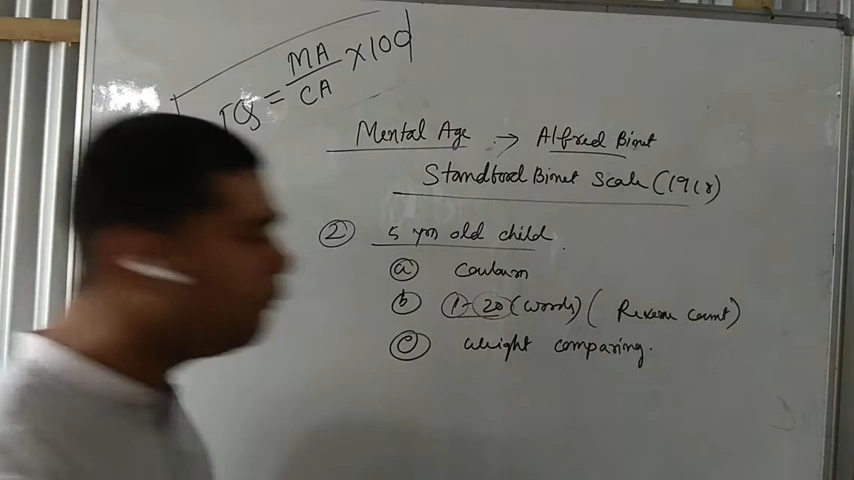 IQ = MA/CA × 100
Mental Age → Alfred Binet
Standford Binet Scale (1918)
② 5 yrs old child
ⓐ
ⓑ 1-20 (words) (Reverse count)
ⓒ weight comparing.